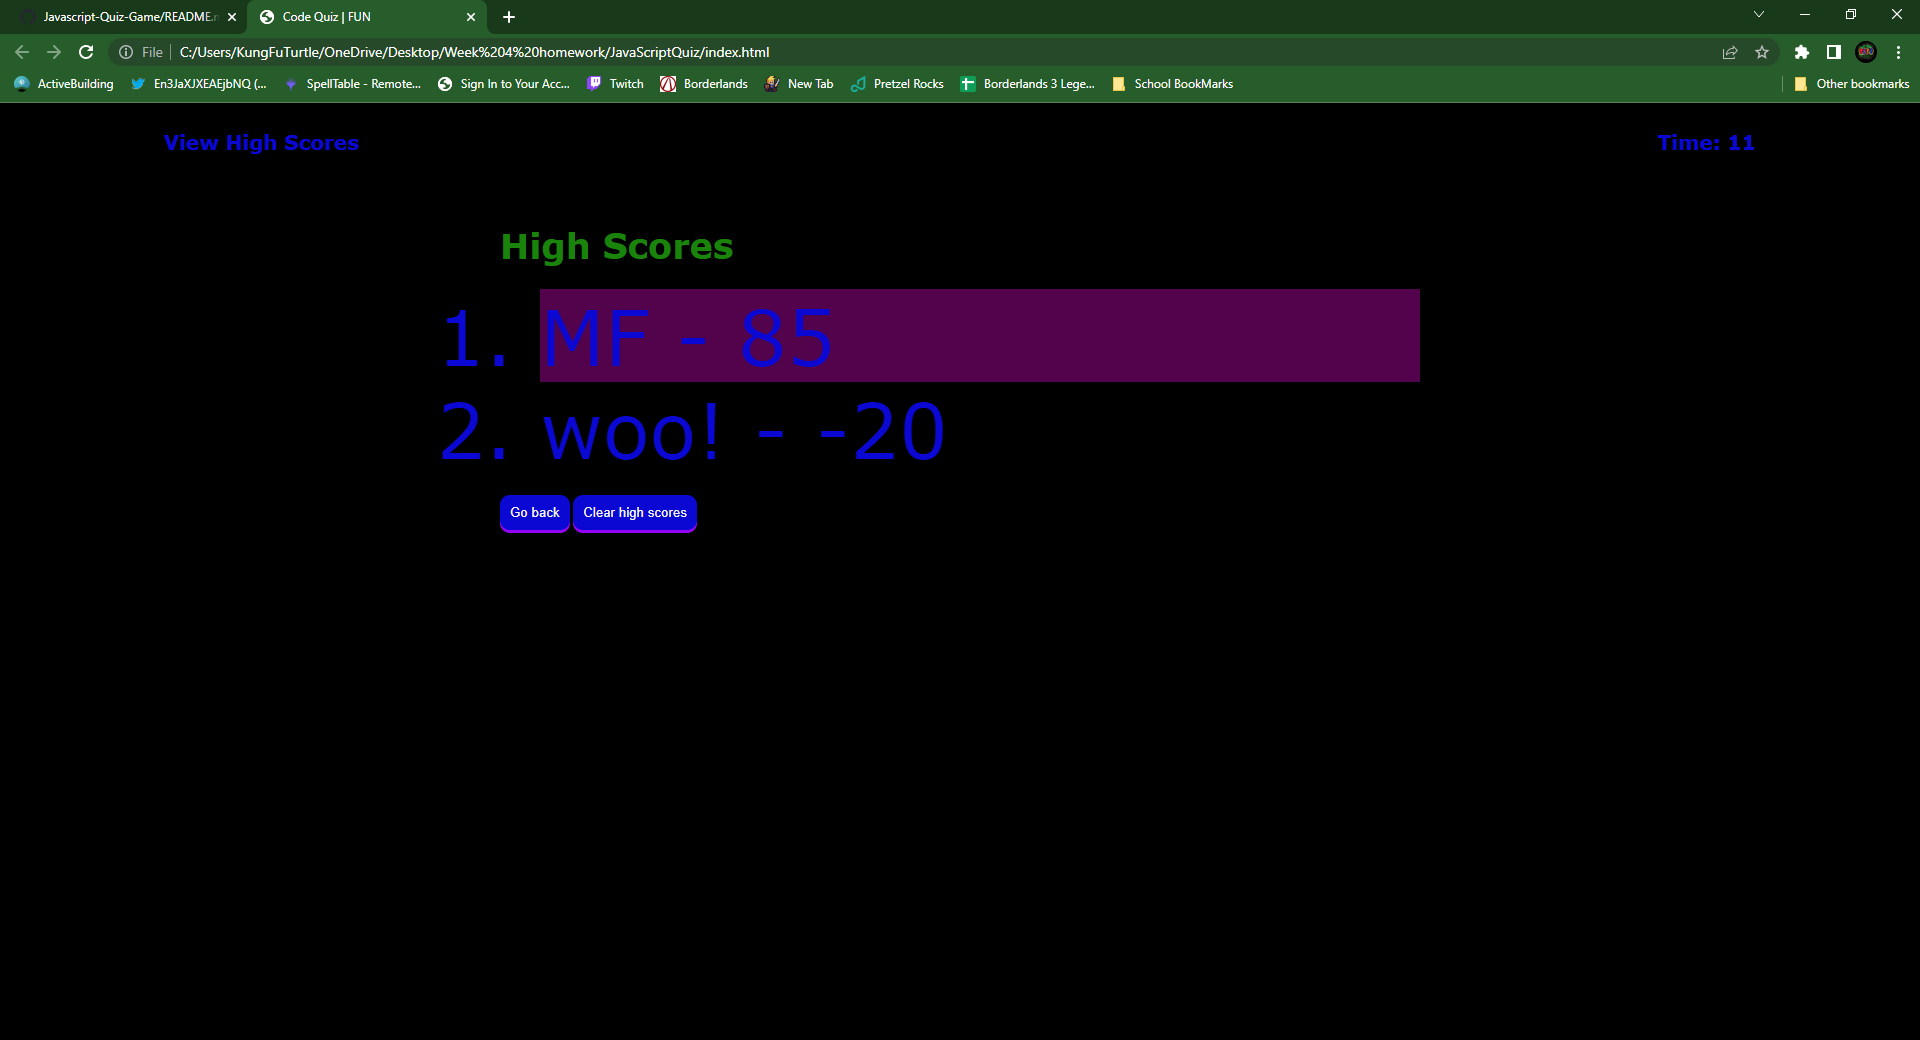 Javascript-Quiz-Game/README.m
Code Quiz | FUN
File
C:/Users/KungFuTurtle/OneDrive/Desktop/Week%204%20homework/JavaScriptQuiz/index.html
ActiveBuilding
En3JaXJXEAEjbNQ (...
SpellTable - Remote...
Sign In to Your Acc...
Twitch
Borderlands
New Tab
Pretzel Rocks
Borderlands 3 Lege...
School BookMarks
Other bookmarks
View High Scores
Time: 11
High Scores
1. MF - 85
2. woo! - -20
Go back
Clear high scores